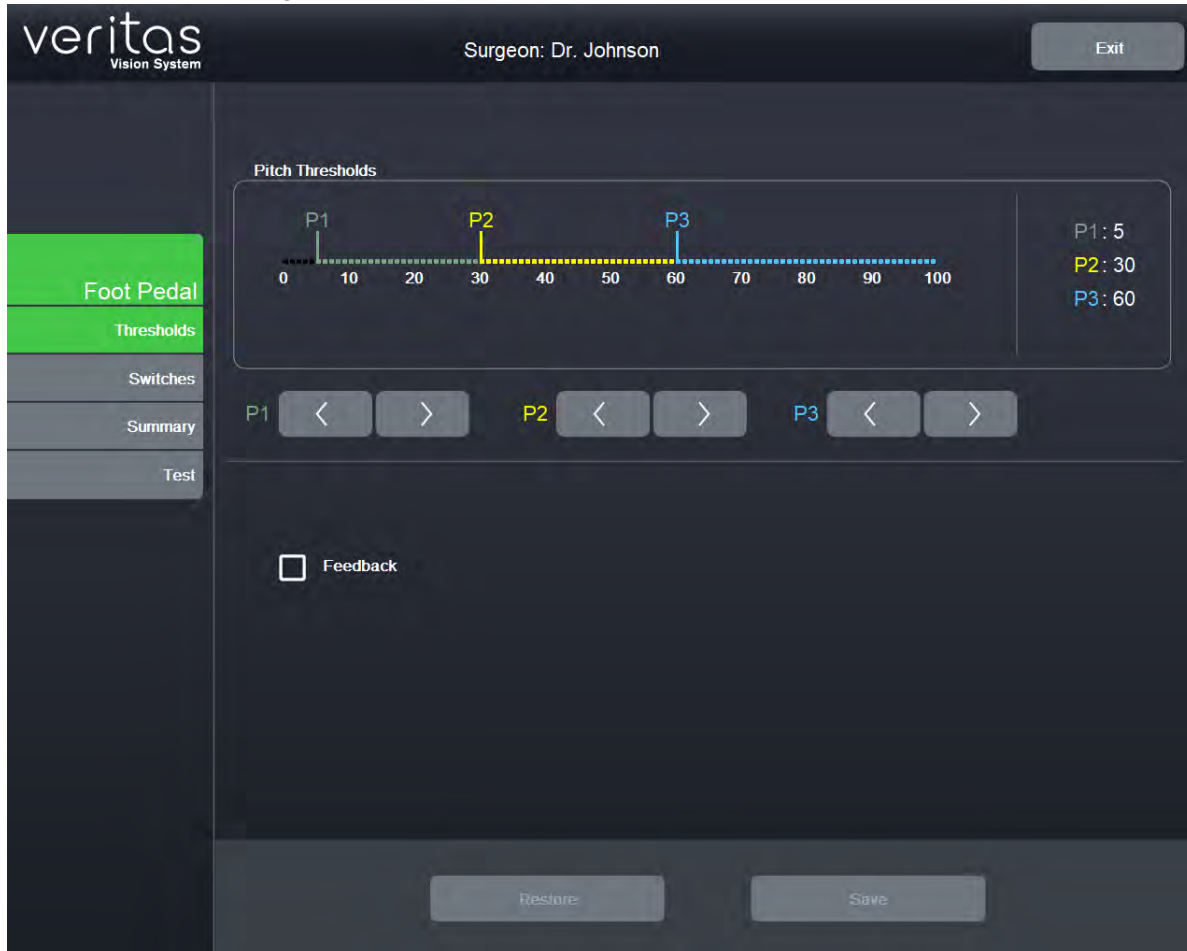 veritas
Vision System
Surgeon: Dr. Johnson
Exit
Foot Pedal
Thresholds
Switches
Summary
Test
Pitch Thresholds
P1 P2 P3
0 10 20 30 40 50 60 70 80 90 100
P1: 5
P2: 30
P3: 60
P1 < > P2 < > P3 < >
Feedback
Restore Save